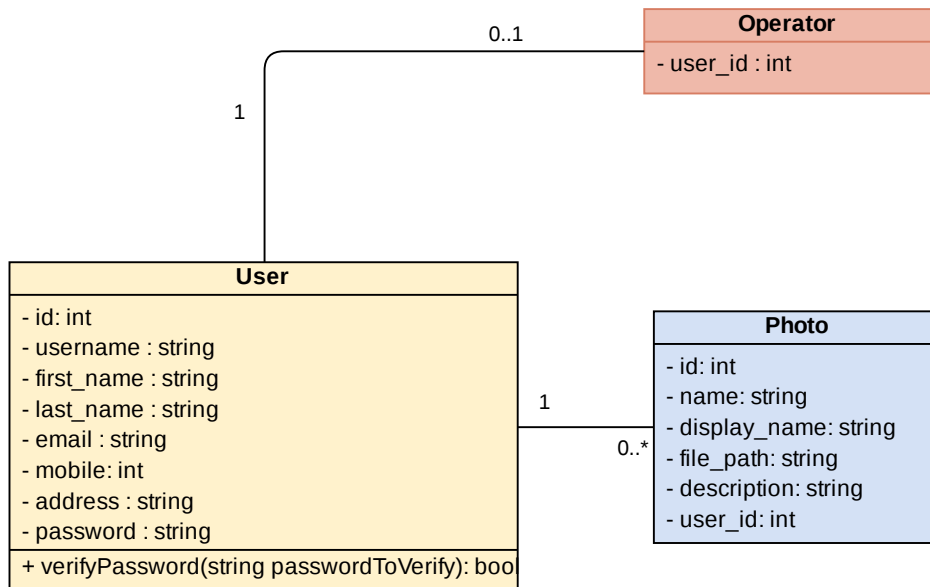 Operator
- user_id : int
0..1
1
User
- id: int
- username : string
- first_name : string
- last_name : string
- email : string
- mobile: int
- address : string
- password : string
+ verifyPassword(string passwordToVerify): bool
1
0..*
Photo
- id: int
- name: string
- display_name: string
- file_path: string
- description: string
- user_id: int